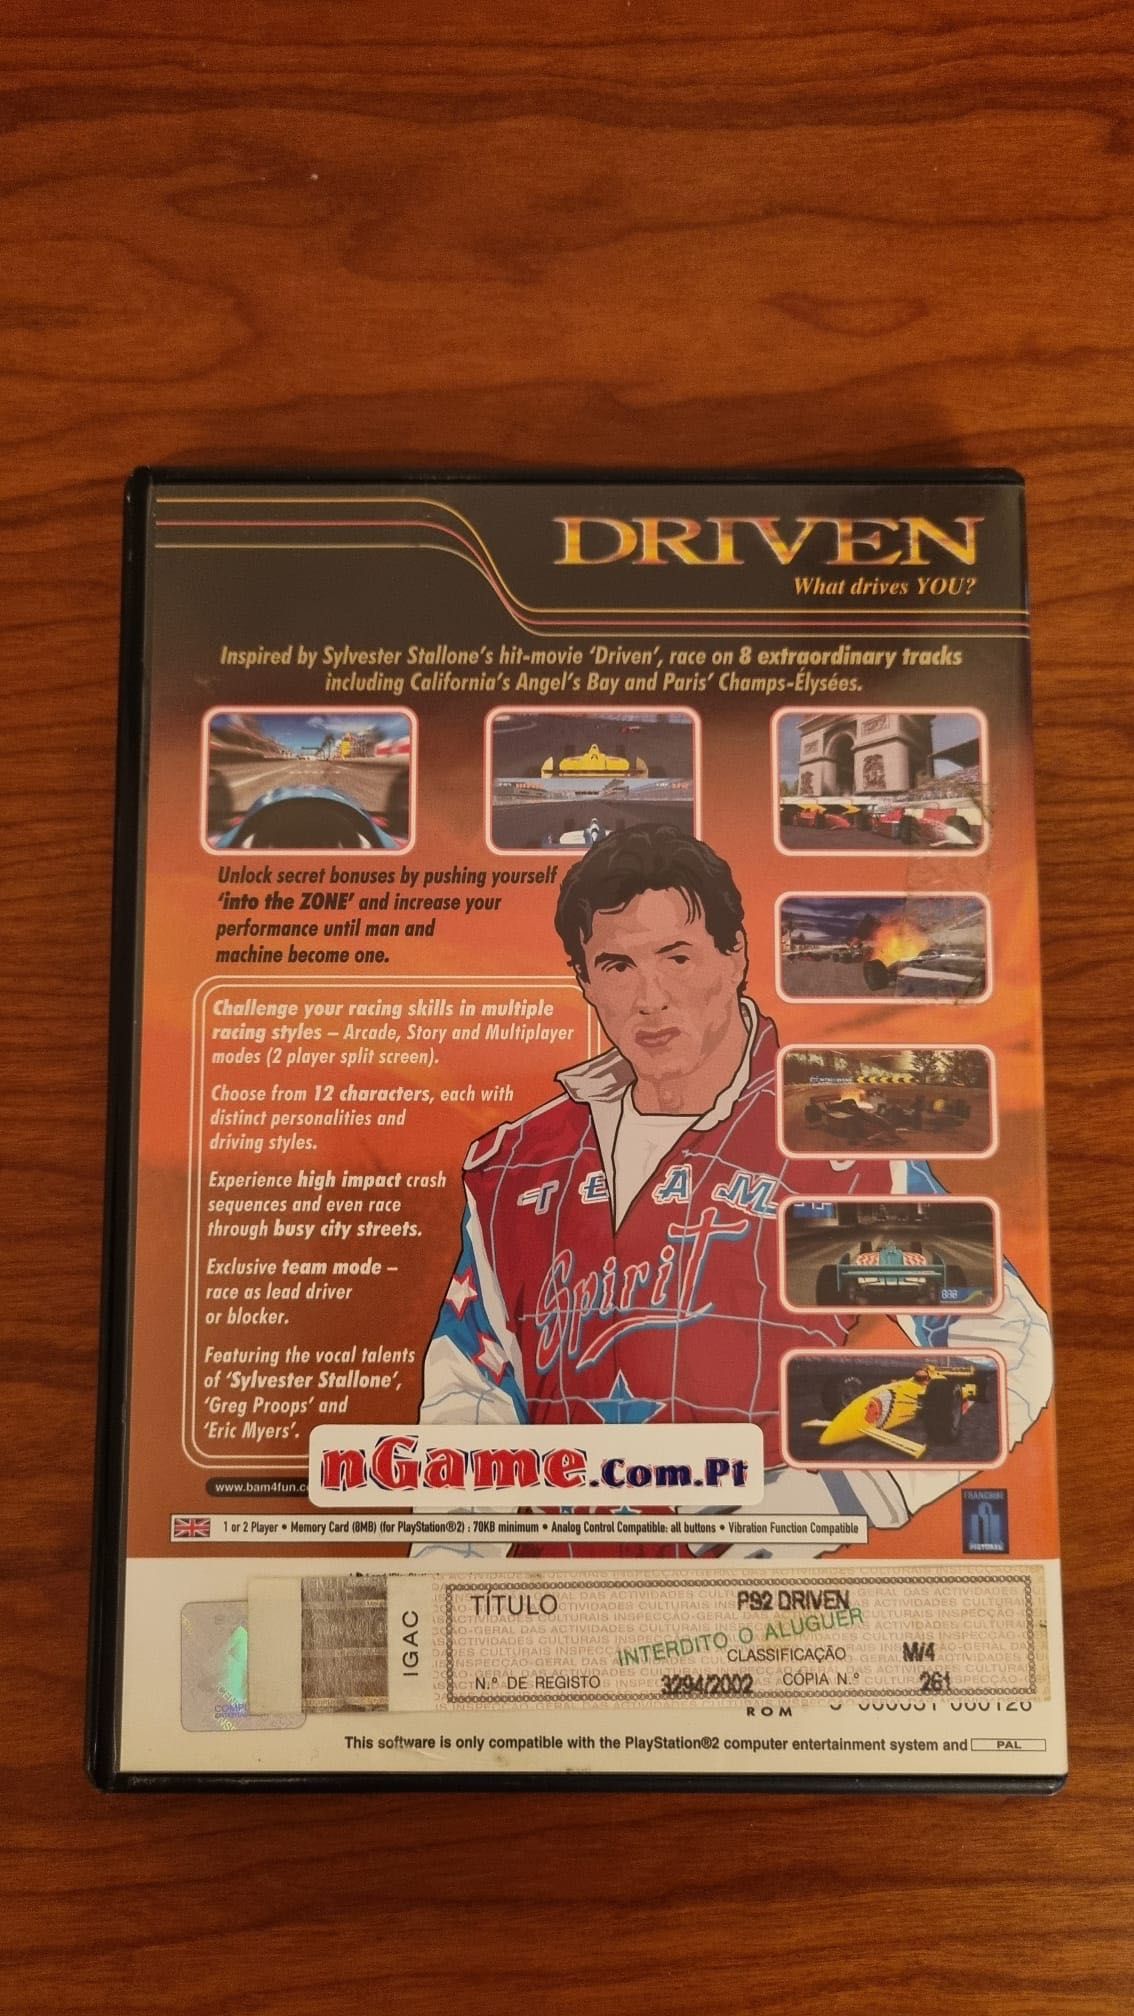 DRIVEN
What drives YOU?
Inspired by Sylvester Stallone's hit-movie 'Driven', race on 8 extraordinary tracks
including California's Angel's Bay and Paris' Champs-Élysées.
Unlock secret bonuses by pushing yourself
'into the ZONE' and increase your
performance until man and
machine become one.
Challenge your racing skills in multiple
racing styles – Arcade, Story and Multiplayer
modes (2 player split screen).
Choose from 12 characters, each with
distinct personalities and
driving styles.
Experience high impact crash
sequences and even race
through busy city streets.
Exclusive team mode –
race as lead driver
or blocker.
Featuring the vocal talents
of 'Sylvester Stallone',
'Greg Proops' and
'Eric Myers'.
TEAM
Spirit
nGame.Com.Pt
www.bam4fun.c
1 or 2 Player • Memory Card (8MB) (for PlayStation®2) : 70KB minimum • Analog Control Compatible: all buttons • Vibration Function Compatible
FRANCHISE
PICTURES
IGAC
TÍTULO PS2 DRIVEN
INTERDITO O ALUGUER
CLASSIFICAÇÃO M/4
N.º DE REGISTO 3294/2002 CÓPIA N.º 261
ROM
This software is only compatible with the PlayStation®2 computer entertainment system and PAL